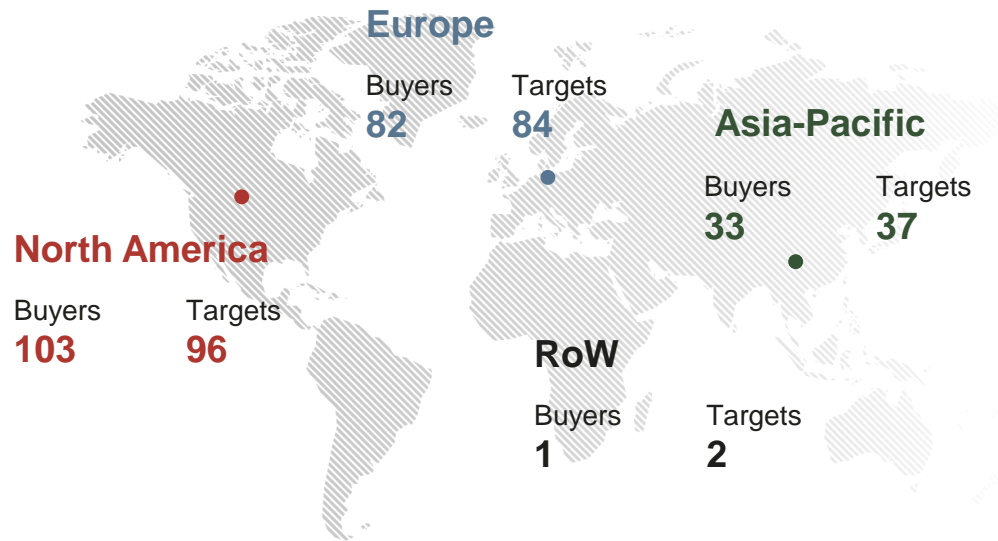 Europe
Buyers Targets
82 84
Asia-Pacific
Buyers Targets
33 37
North America
Buyers Targets
103 96
RoW
Buyers Targets
1 2